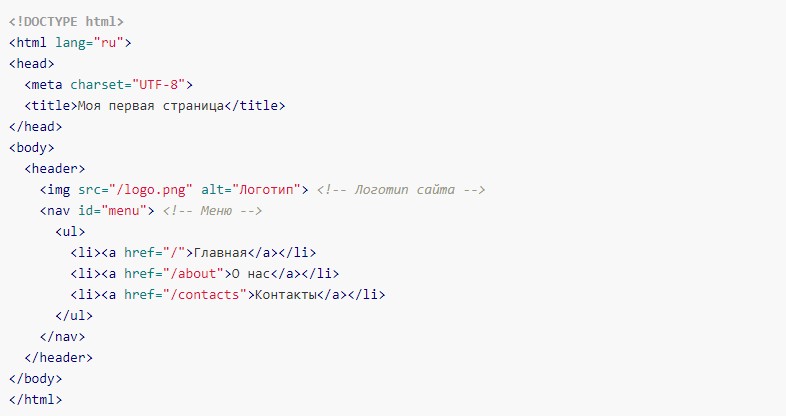 <!DOCTYPE html>
<html lang="ru">
<head>
  <meta charset="UTF-8">
  <title>Моя первая страница</title>
</head>
<body>
  <header>
    <img src="/logo.png" alt="Логотип"> <!-- Логотип сайта -->
    <nav id="menu"> <!-- Меню -->
      <ul>
        <li><a href="/">Главная</a></li>
        <li><a href="/about">О нас</a></li>
        <li><a href="/contacts">Контакты</a></li>
      </ul>
    </nav>
  </header>
</body>
</html>